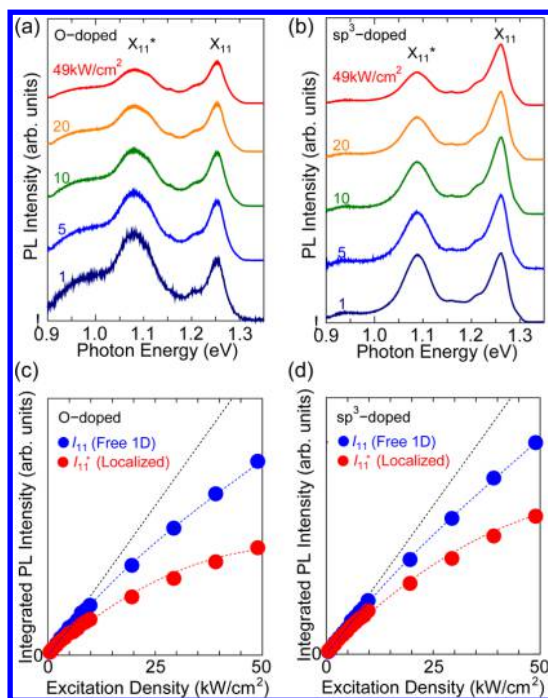 (a) O-doped X₁₁* X₁₁
49kW/cm²
20
10
5
1
PL Intensity (arb. units)
0.9 1.0 1.1 1.2 1.3
Photon Energy (eV)
(b) sp³-doped X₁₁* X₁₁
49kW/cm²
20
10
5
1
PL Intensity (arb. units)
0.9 1.0 1.1 1.2 1.3
Photon Energy (eV)
(c)
O-doped
I₁₁ (Free 1D)
I₁₁* (Localized)
Integrated PL Intensity (arb. units)
0
0 25 50
Excitation Density (kW/cm²)
(d)
sp³-doped
I₁₁ (Free 1D)
I₁₁* (Localized)
Integrated PL Intensity (arb. units)
0
0 25 50
Excitation Density (kW/cm²)